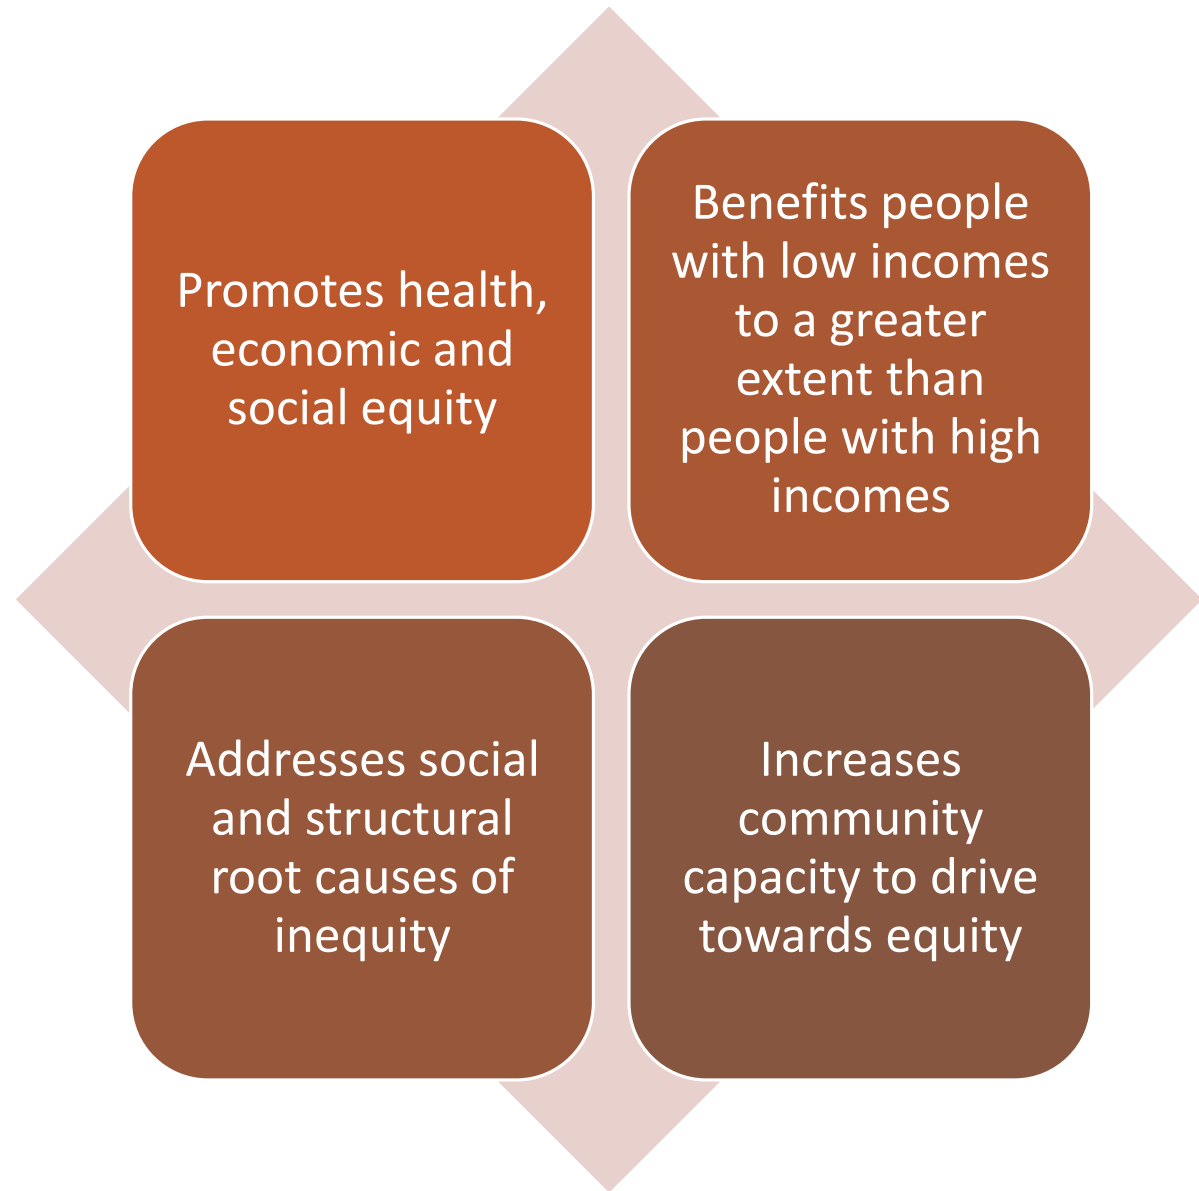 Promotes health,
economic and
social equity
Benefits people
with low incomes
to a greater
extent than
people with high
incomes
Addresses social
and structural
root causes of
inequity
Increases
community
capacity to drive
towards equity